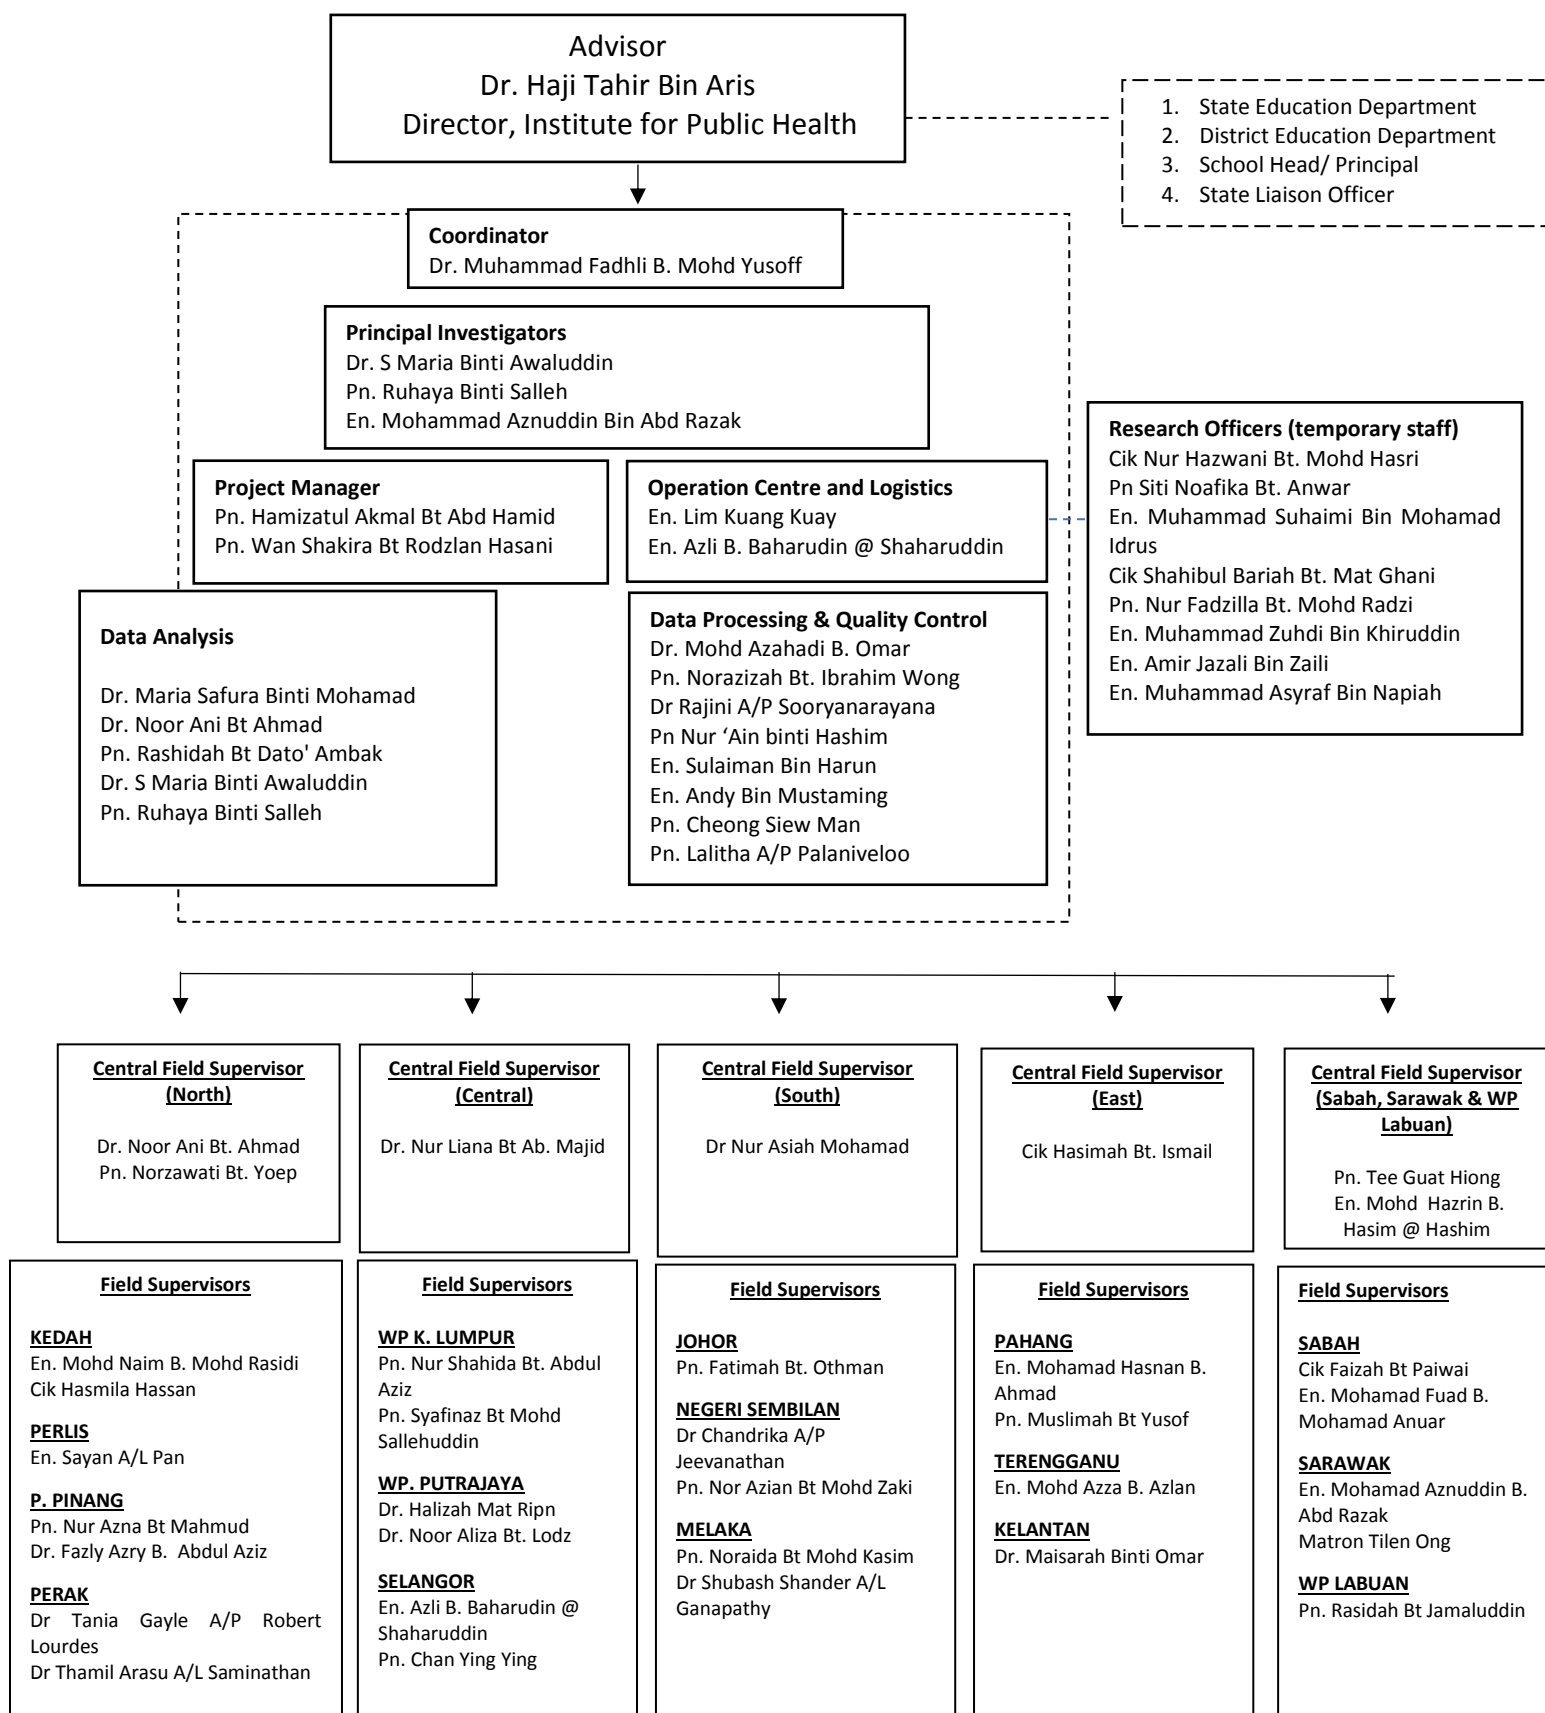 Advisor
Dr. Haji Tahir Bin Aris
Director, Institute for Public Health
1. State Education Department
2. District Education Department
3. School Head/ Principal
4. State Liaison Officer
Coordinator
Dr. Muhammad Fadhli B. Mohd Yusoff
Principal Investigators
Dr. S Maria Binti Awaluddin
Pn. Ruhaya Binti Salleh
En. Mohammad Aznuddin Bin Abd Razak
Project Manager
Pn. Hamizatul Akmal Bt Abd Hamid
Pn. Wan Shakira Bt Rodzlan Hasani
Operation Centre and Logistics
En. Lim Kuang Kuay
En. Azli B. Baharudin @ Shaharuddin
Research Officers (temporary staff)
Cik Nur Hazwani Bt. Mohd Hasri
Pn Siti Noafika Bt. Anwar
En. Muhammad Suhaimi Bin Mohamad
Idrus
Cik Shahibul Bariah Bt. Mat Ghani
Pn. Nur Fadzilla Bt. Mohd Radzi
En. Muhammad Zuhdi Bin Khiruddin
En. Amir Jazali Bin Zaili
En. Muhammad Asyraf Bin Napiah
Data Analysis
Dr. Maria Safura Binti Mohamad
Dr. Noor Ani Bt Ahmad
Pn. Rashidah Bt Dato' Ambak
Dr. S Maria Binti Awaluddin
Pn. Ruhaya Binti Salleh
Data Processing & Quality Control
Dr. Mohd Azahadi B. Omar
Pn. Norazizah Bt. Ibrahim Wong
Dr Rajini A/P Sooryanarayana
Pn Nur ‘Ain binti Hashim
En. Sulaiman Bin Harun
En. Andy Bin Mustaming
Pn. Cheong Siew Man
Pn. Lalitha A/P Palaniveloo
Central Field Supervisor
(North)
Dr. Noor Ani Bt. Ahmad
Pn. Norzawati Bt. Yoep
Central Field Supervisor
(Central)
Dr. Nur Liana Bt Ab. Majid
Central Field Supervisor
(South)
Dr Nur Asiah Mohamad
Central Field Supervisor
(East)
Cik Hasimah Bt. Ismail
Central Field Supervisor
(Sabah, Sarawak & WP
Labuan)
Pn. Tee Guat Hiong
En. Mohd Hazrin B.
Hasim @ Hashim
Field Supervisors
KEDAH
En. Mohd Naim B. Mohd Rasidi
Cik Hasmila Hassan
PERLIS
En. Sayan A/L Pan
P. PINANG
Pn. Nur Azna Bt Mahmud
Dr. Fazly Azry B. Abdul Aziz
PERAK
Dr Tania Gayle A/P Robert
Lourdes
Dr Thamil Arasu A/L Saminathan
Field Supervisors
WP K. LUMPUR
Pn. Nur Shahida Bt. Abdul
Aziz
Pn. Syafinaz Bt Mohd
Sallehuddin
WP. PUTRAJAYA
Dr. Halizah Mat Ripn
Dr. Noor Aliza Bt. Lodz
SELANGOR
En. Azli B. Baharudin @
Shaharuddin
Pn. Chan Ying Ying
Field Supervisors
JOHOR
Pn. Fatimah Bt. Othman
NEGERI SEMBILAN
Dr Chandrika A/P
Jeevanathan
Pn. Nor Azian Bt Mohd Zaki
MELAKA
Pn. Noraida Bt Mohd Kasim
Dr Shubash Shander A/L
Ganapathy
Field Supervisors
PAHANG
En. Mohamad Hasnan B.
Ahmad
Pn. Muslimah Bt Yusof
TERENGGANU
En. Mohd Azza B. Azlan
KELANTAN
Dr. Maisarah Binti Omar
Field Supervisors
SABAH
Cik Faizah Bt Paiwai
En. Mohamad Fuad B.
Mohamad Anuar
SARAWAK
En. Mohamad Aznuddin B.
Abd Razak
Matron Tilen Ong
WP LABUAN
Pn. Rasidah Bt Jamaluddin